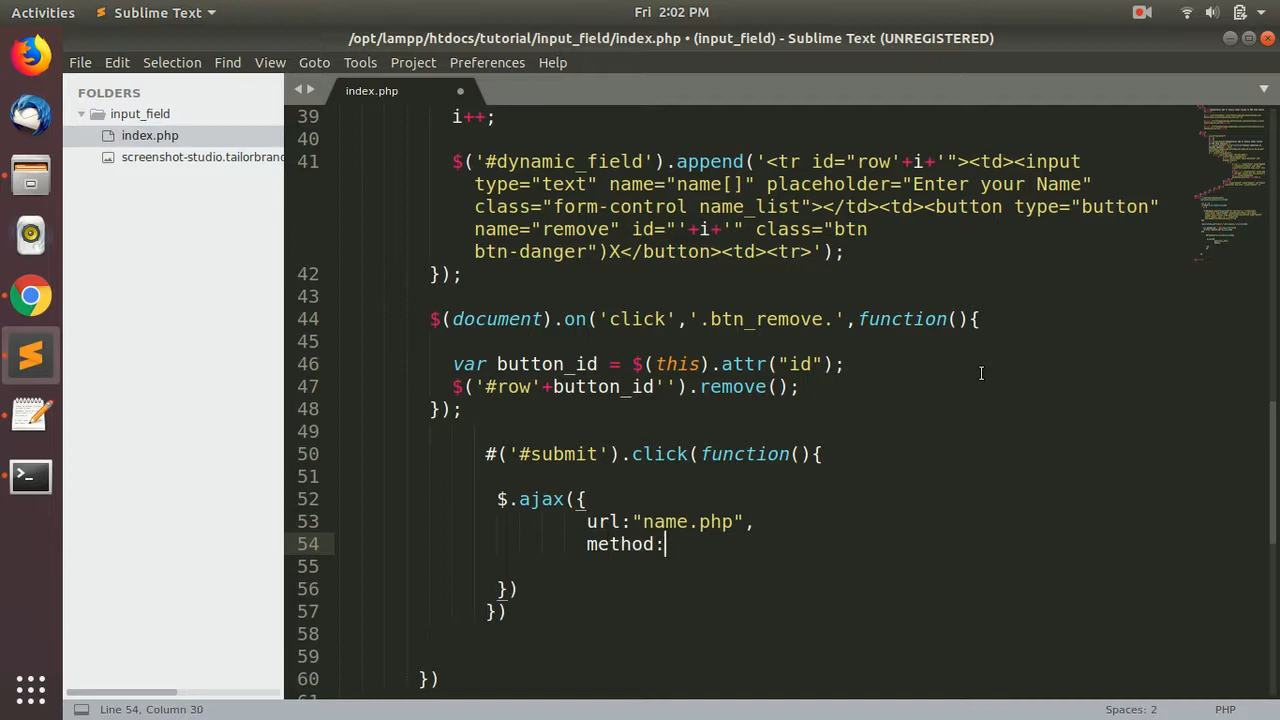 Activities
Sublime Text
Fri 2:02 PM
/opt/lampp/htdocs/tutorial/input_field/index.php • (input_field) - Sublime Text (UNREGISTERED)
File Edit Selection Find View Goto Tools Project Preferences Help
FOLDERS
input_field
index.php
screenshot-studio.tailorbrand
index.php
39 i++;
40
41 $('#dynamic_field').append('<tr id="row'+i+'"><td><input
type="text" name="name[]" placeholder="Enter your Name"
class="form-control name_list"></td><td><button type="button"
name="remove" id="'+i+'" class="btn
btn-danger")X</button><td><tr>');
42 });
43
44 $(document).on('click','.btn_remove.',function(){
45
46 var button_id = $(this).attr("id");
47 $('#row'+button_id'').remove();
48 });
49
50 #('#submit').click(function(){
51
52 $.ajax({
53 url:"name.php",
54 method:
55
56 })
57 })
58
59
60 })
61
Line 54, Column 30
Spaces: 2
PHP